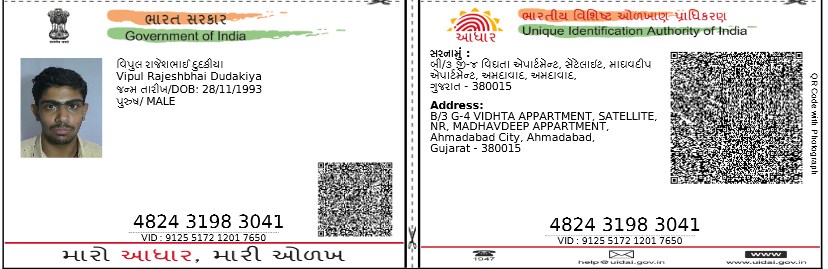 ભારત સરકાર
Government of India
વિપુલ રાજેશભાઈ દુદકીયા
Vipul Rajeshbhai Dudakiya
જન્મ તારીખ/DOB: 28/11/1993
પુરુષ/ MALE
4824 3198 3041
VID : 9125 5172 1201 7650
મારો આધાર, મારી ઓળખ
આધાર
ભારતીય વિશિષ્ટ ઓળખાણ પ્રાધિકરણ
Unique Identification Authority of India
સરનામું :
બી/૩ જી-૪ વિધતા એપાર્ટમેન્ટ, સેટેલાઈટ, માધવદીપ
એપાર્ટમેન્ટ, અમદાવાદ, અમદાવાદ,
ગુજરાત - 380015
Address:
B/3 G-4 VIDHTA APPARTMENT, SATELLITE,
NR, MADHAVDEEP APPARTMENT,
Ahmadabad City, Ahmadabad,
Gujarat - 380015
QR Code with Photograph
4824 3198 3041
VID : 9125 5172 1201 7650
1947
help@uidai.gov.in
www
www.uidai.gov.in